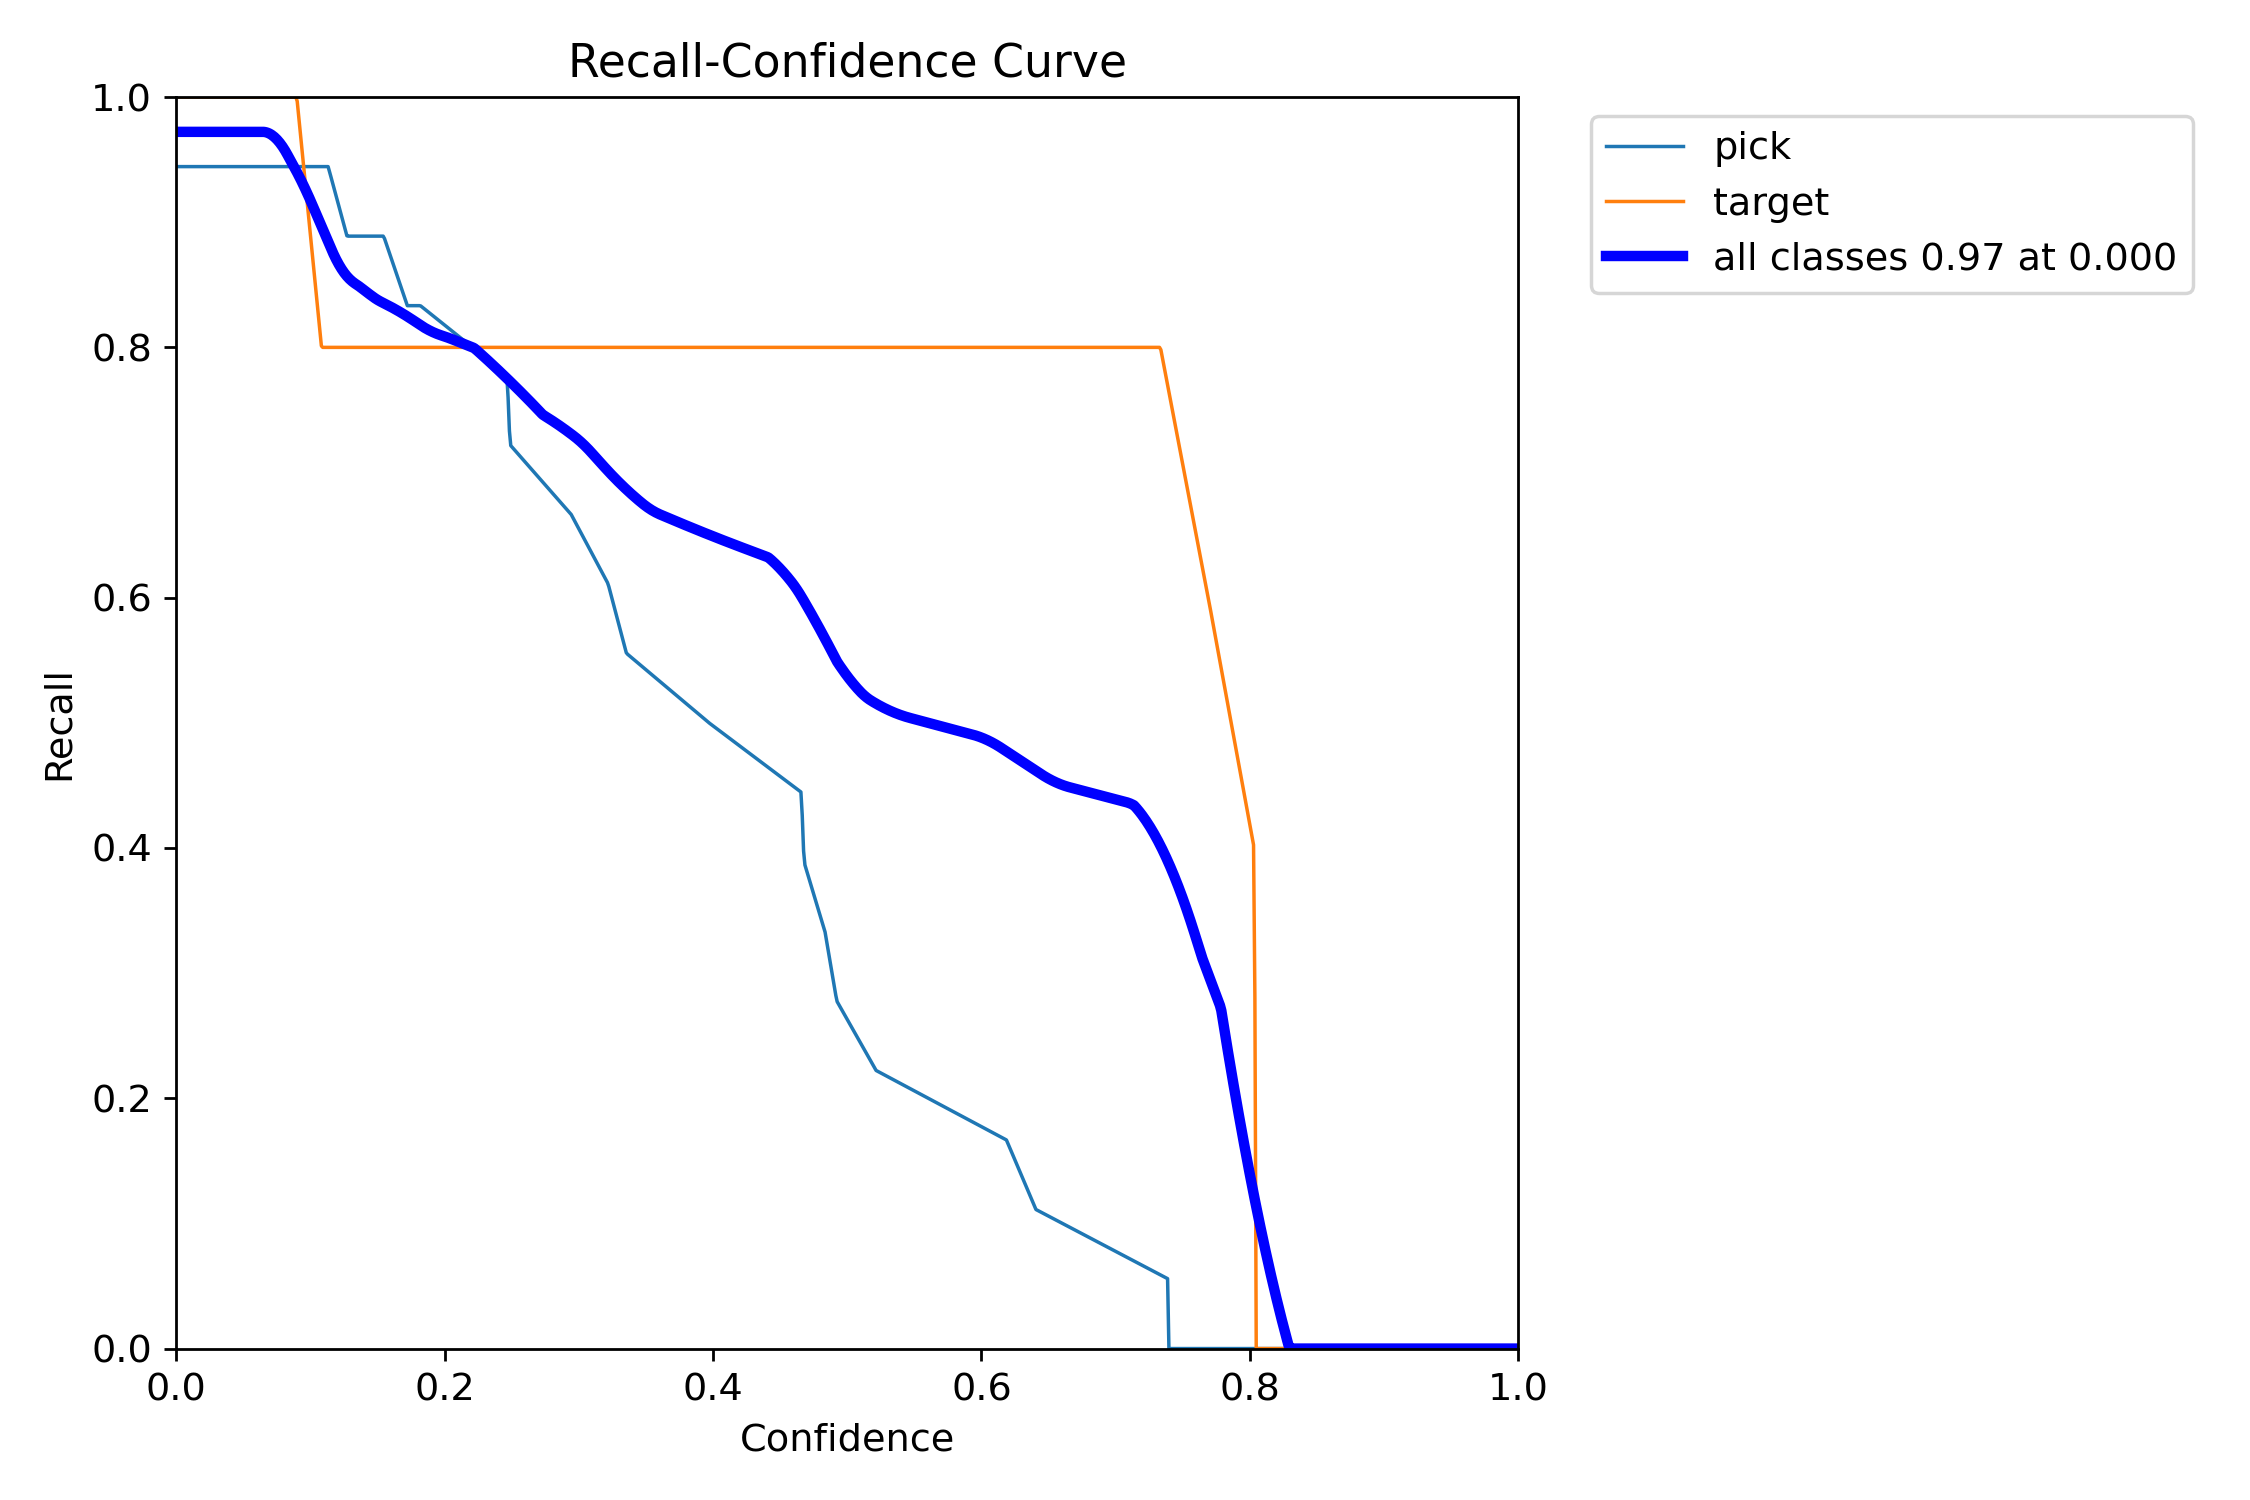 Recall-Confidence Curve
1.0
0.8
0.6
0.4
0.2
0.0
Recall
0.0 0.2 0.4 0.6 0.8 1.0
Confidence
pick
target
all classes 0.97 at 0.000